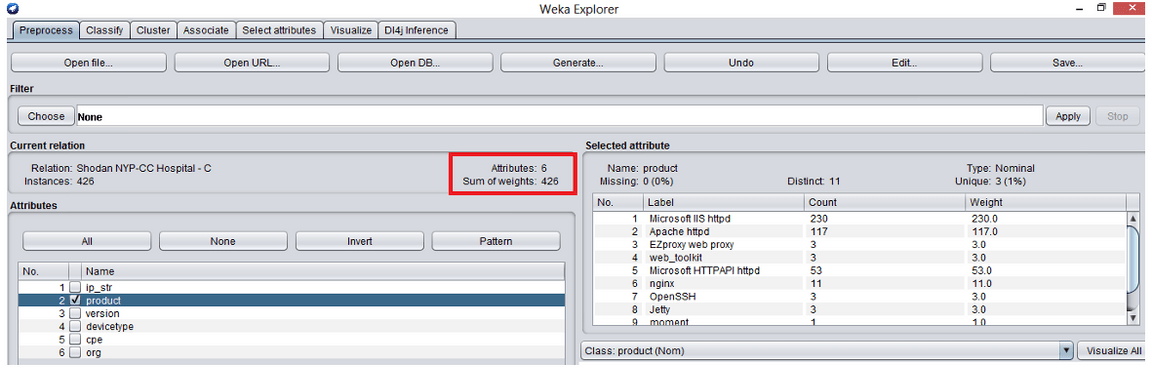 Weka Explorer
Preprocess Classify Cluster Associate Select attributes Visualize Dl4j Inference
Open file... Open URL... Open DB... Generate... Undo Edit... Save...
Filter
Choose None Apply Stop
Current relation
Relation: Shodan NYP-CC Hospital - C Attributes: 6
Instances: 426 Sum of weights: 426
Attributes
All None Invert Pattern
No. Name
1 ip_str
2 product
3 version
4 devicetype
5 cpe
6 org
Selected attribute
Name: product Type: Nominal
Missing: 0 (0%) Distinct: 11 Unique: 3 (1%)
No. Label Count Weight
1 Microsoft IIS httpd 230 230.0
2 Apache httpd 117 117.0
3 EZproxy web proxy 3 3.0
4 web_toolkit 3 3.0
5 Microsoft HTTPAPI httpd 53 53.0
6 nginx 11 11.0
7 OpenSSH 3 3.0
8 Jetty 3 3.0
9 moment 1 1.0
Class: product (Nom) Visualize All